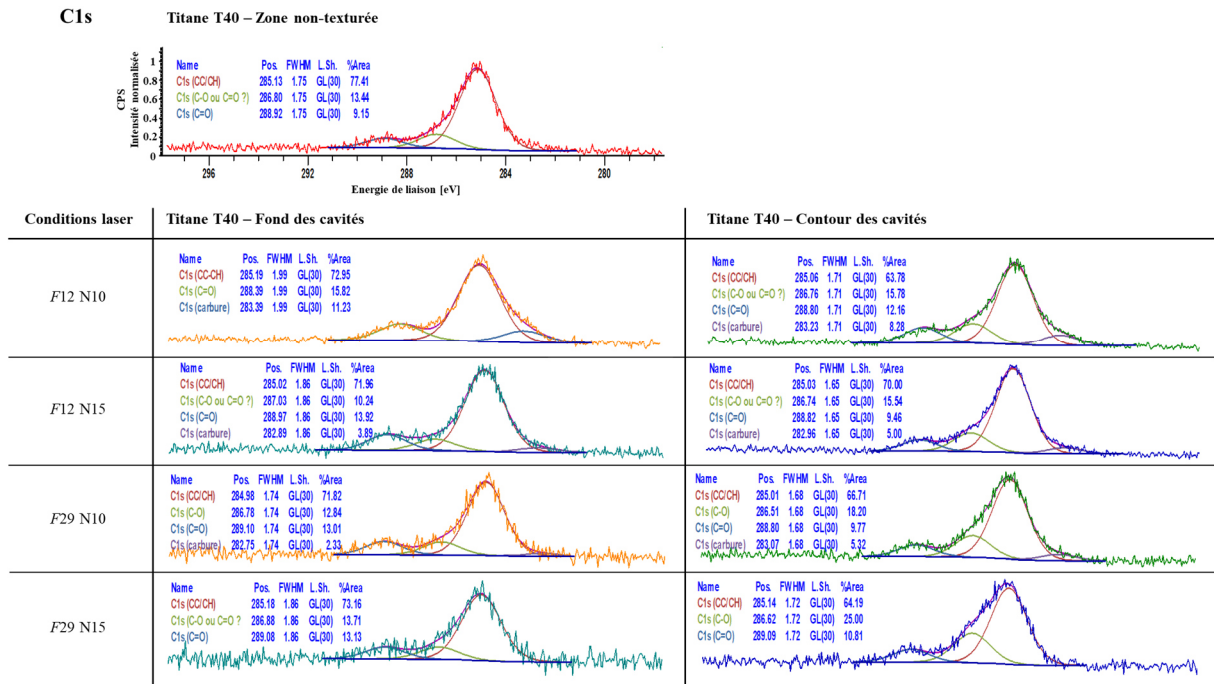 C1s
Titane T40 – Zone non-texturée
CPS
Intensité normalisée
1
0.8
0.6
0.4
0.2
0
Name Pos. FWHM L.Sh. %Area
C1s (CC/CH) 285.13 1.75 GL(30) 77.41
C1s (C-O ou C=O ?) 286.80 1.75 GL(30) 13.44
C1s (C=O) 288.92 1.75 GL(30) 9.15
296 292 288 284 280
Energie de liaison [eV]
Conditions laser
Titane T40 – Fond des cavités
Titane T40 – Contour des cavités
F12 N10
Name Pos. FWHM L.Sh. %Area
C1s (CC-CH) 285.19 1.99 GL(30) 72.95
C1s (C=O) 288.39 1.99 GL(30) 15.82
C1s (carbure) 283.39 1.99 GL(30) 11.23
Name Pos. FWHM L.Sh. %Area
C1s (CC/CH) 285.06 1.71 GL(30) 63.78
C1s (C-O ou C=O ?) 286.76 1.71 GL(30) 15.78
C1s (C=O) 288.80 1.71 GL(30) 12.16
C1s (carbure) 283.23 1.71 GL(30) 8.28
F12 N15
Name Pos. FWHM L.Sh. %Area
C1s (CC/CH) 285.02 1.86 GL(30) 71.96
C1s (C-O ou C=O ?) 287.03 1.86 GL(30) 10.24
C1s (C=O) 288.97 1.86 GL(30) 13.92
C1s (carbure) 282.89 1.86 GL(30) 3.89
Name Pos. FWHM L.Sh. %Area
C1s (CC/CH) 285.03 1.65 GL(30) 70.00
C1s (C-O ou C=O ?) 286.74 1.65 GL(30) 15.54
C1s (C=O) 288.82 1.65 GL(30) 9.46
C1s (carbure) 282.96 1.65 GL(30) 5.00
F29 N10
Name Pos. FWHM L.Sh. %Area
C1s (CC/CH) 284.98 1.74 GL(30) 71.82
C1s (C-O) 286.78 1.74 GL(30) 12.84
C1s (C=O) 289.10 1.74 GL(30) 13.01
C1s (carbure) 282.75 1.74 GL(30) 2.33
Name Pos. FWHM L.Sh. %Area
C1s (CC/CH) 285.01 1.68 GL(30) 66.71
C1s (C-O) 286.51 1.68 GL(30) 18.20
C1s (C=O) 288.80 1.68 GL(30) 9.77
C1s (carbure) 283.07 1.68 GL(30) 5.32
F29 N15
Name Pos. FWHM L.Sh. %Area
C1s (CC/CH) 285.18 1.86 GL(30) 73.16
C1s (C-O ou C=O ? 286.88 1.86 GL(30) 13.71
C1s (C=O) 289.08 1.86 GL(30) 13.13
Name Pos. FWHM L.Sh. %Area
C1s (CC/CH) 285.14 1.72 GL(30) 64.19
C1s (C-O) 286.62 1.72 GL(30) 25.00
C1s (C=O) 289.09 1.72 GL(30) 10.81